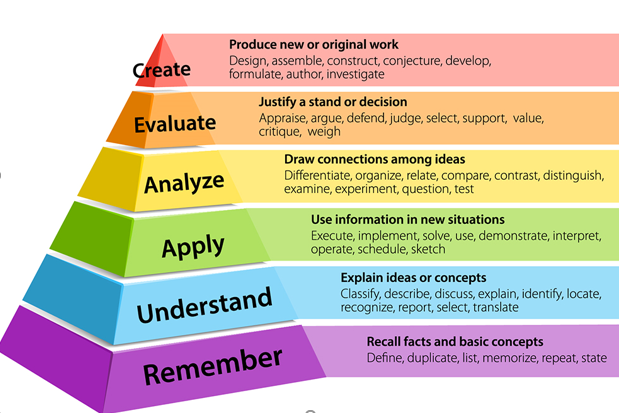 Create
Produce new or original work
Design, assemble, construct, conjecture, develop,
formulate, author, investigate
Evaluate
Justify a stand or decision
Appraise, argue, defend, judge, select, support, value,
critique, weigh
Analyze
Draw connections among ideas
Differentiate, organize, relate, compare, contrast, distinguish,
examine, experiment, question, test
Apply
Use information in new situations
Execute, implement, solve, use, demonstrate, interpret,
operate, schedule, sketch
Understand
Explain ideas or concepts
Classify, describe, discuss, explain, identify, locate,
recognize, report, select, translate
Remember
Recall facts and basic concepts
Define, duplicate, list, memorize, repeat, state